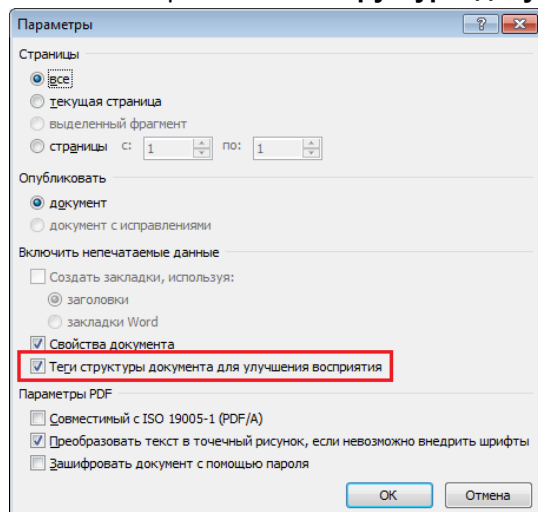 Параметры
Страницы
все
текущая страница
выделенный фрагмент
страницы с: 1 по: 1
Опубликовать
документ
документ с исправлениями
Включить непечатаемые данные
Создать закладки, используя:
заголовки
закладки Word
Свойства документа
Теги структуры документа для улучшения восприятия
Параметры PDF
Совместимый с ISO 19005-1 (PDF/A)
Преобразовать текст в точечный рисунок, если невозможно внедрить шрифты
Зашифровать документ с помощью пароля
ОК Отмена